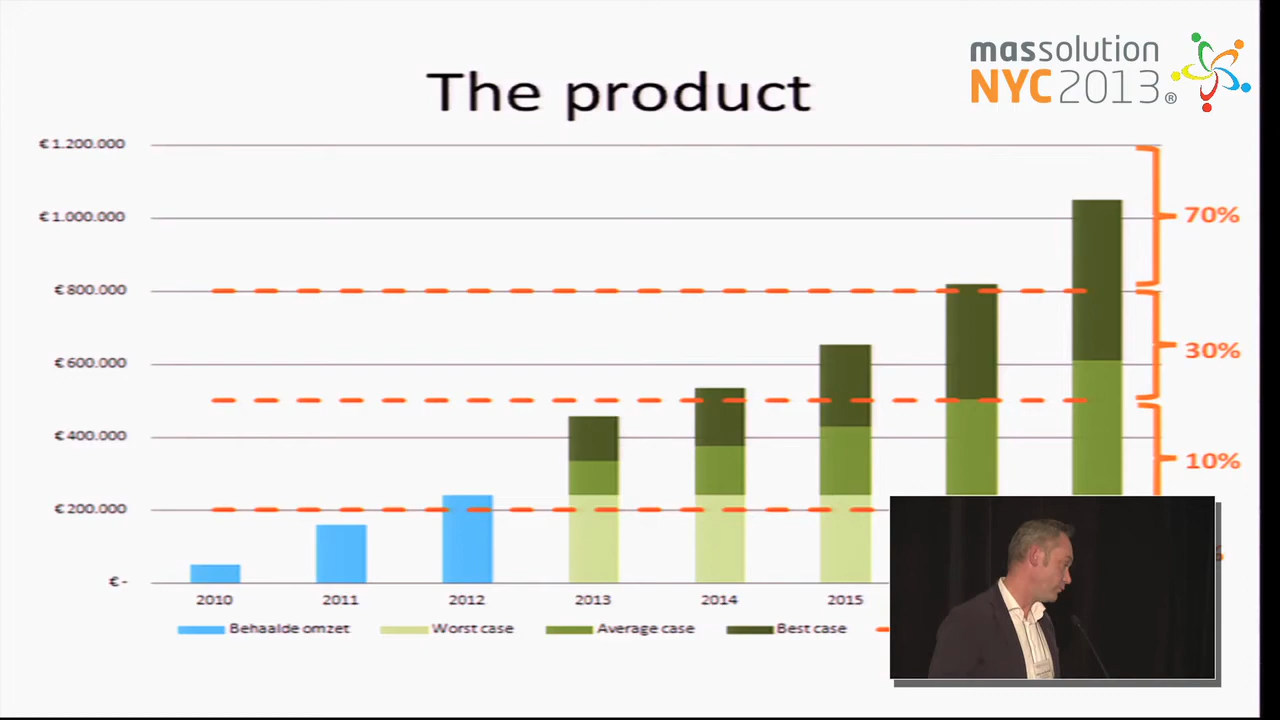 massolution
NYC2013®
The product
€1.200.000
€1.000.000
€800.000
€600.000
€400.000
€200.000
€-
70%
30%
10%
2010 2011 2012 2013 2014 2015
Behaalde omzet Worst case Average case Best case